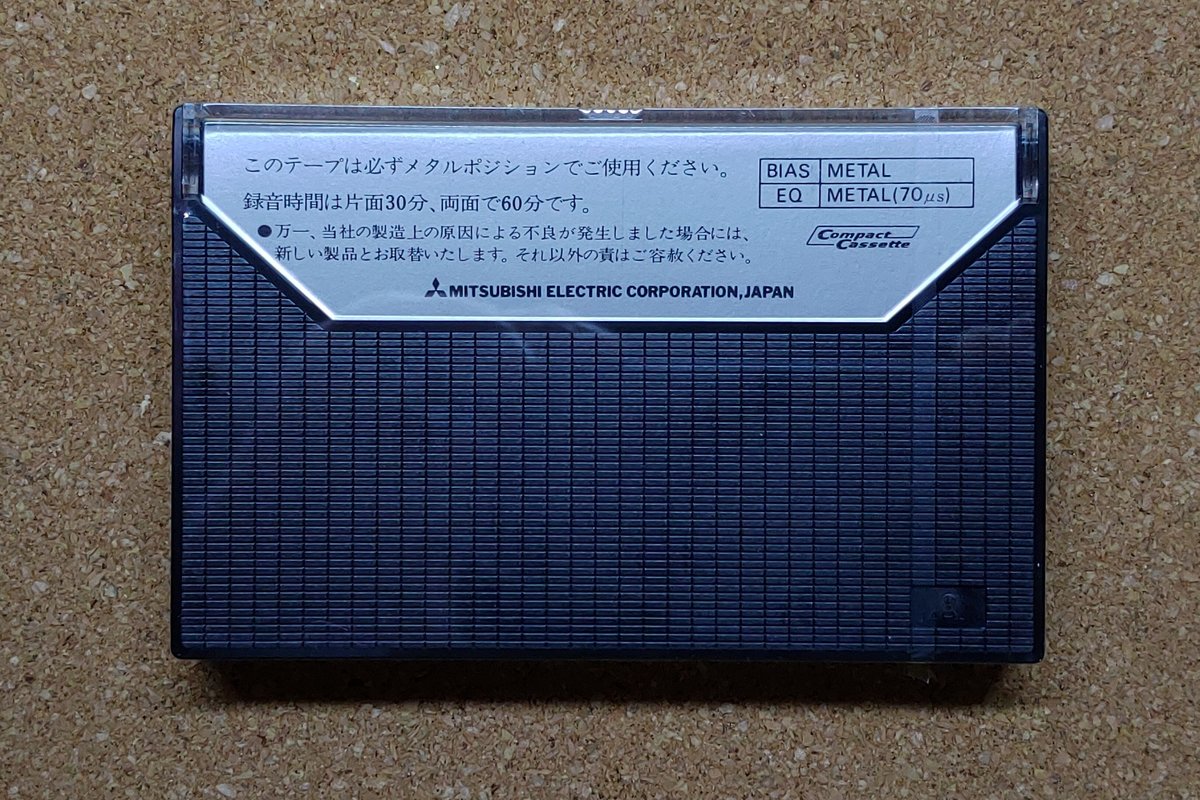 このテープは必ずメタルポジションでご使用ください。
録音時間は片面30分、両面で60分です。
●万一、当社の製造上の原因による不良が発生しました場合には、
新しい製品とお取替いたします。それ以外の責はご容赦ください。
MITSUBISHI ELECTRIC CORPORATION,JAPAN
BIAS METAL
EQ METAL(70μs)
Compact
Cassette